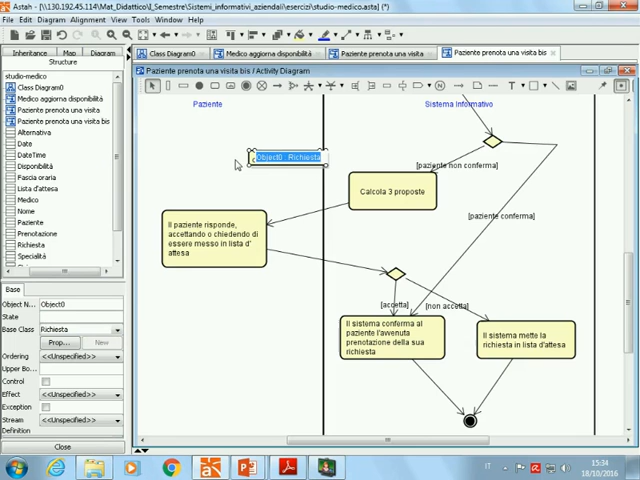 Astah - [\\130.192.45.114\Mat_Didattico\I_Semestre\Sistemi_informativi_aziendali\esercizi\studio-medico.asta] (*)
File Edit Diagram Alignment View Tools Window Help
Inheritance Map Diagram
Structure
studio-medico
Class Diagram0
Medico aggiorna disponibilità
Paziente prenota una visita
Paziente prenota una visita bis
Alternativa
Date
DateTime
Disponibilità
Fascia oraria
Lista d'attesa
Medico
Nome
Paziente
Prenotazione
Richiesta
Specialità
Base
Object N... Object0
State
Base Class Richiesta
Prop... New
Ordering <<Unspecified>>
Upper Bo...
Control
Effect <<Unspecified>>
Exception
Stream <<Unspecified>>
Definition
Close
Class Diagram0
Medico aggiorna disponibilità
Paziente prenota una visita
Paziente prenota una visita bis
Paziente prenota una visita bis / Activity Diagram
Paziente
Sistema Informativo
Object0 : Richiesta
[paziente non conferma]
Calcola 3 proposte
[paziente conferma]
Il paziente risponde,
accettando o chiedendo di
essere messo in lista d'
attesa
[accetta]
[non accetta]
Il sistema conferma al
paziente l'avvenuta
prenotazione della sua
richiesta
Il sistema mette la
richiesta in lista d'attesa
IT
15:34
18/10/2016